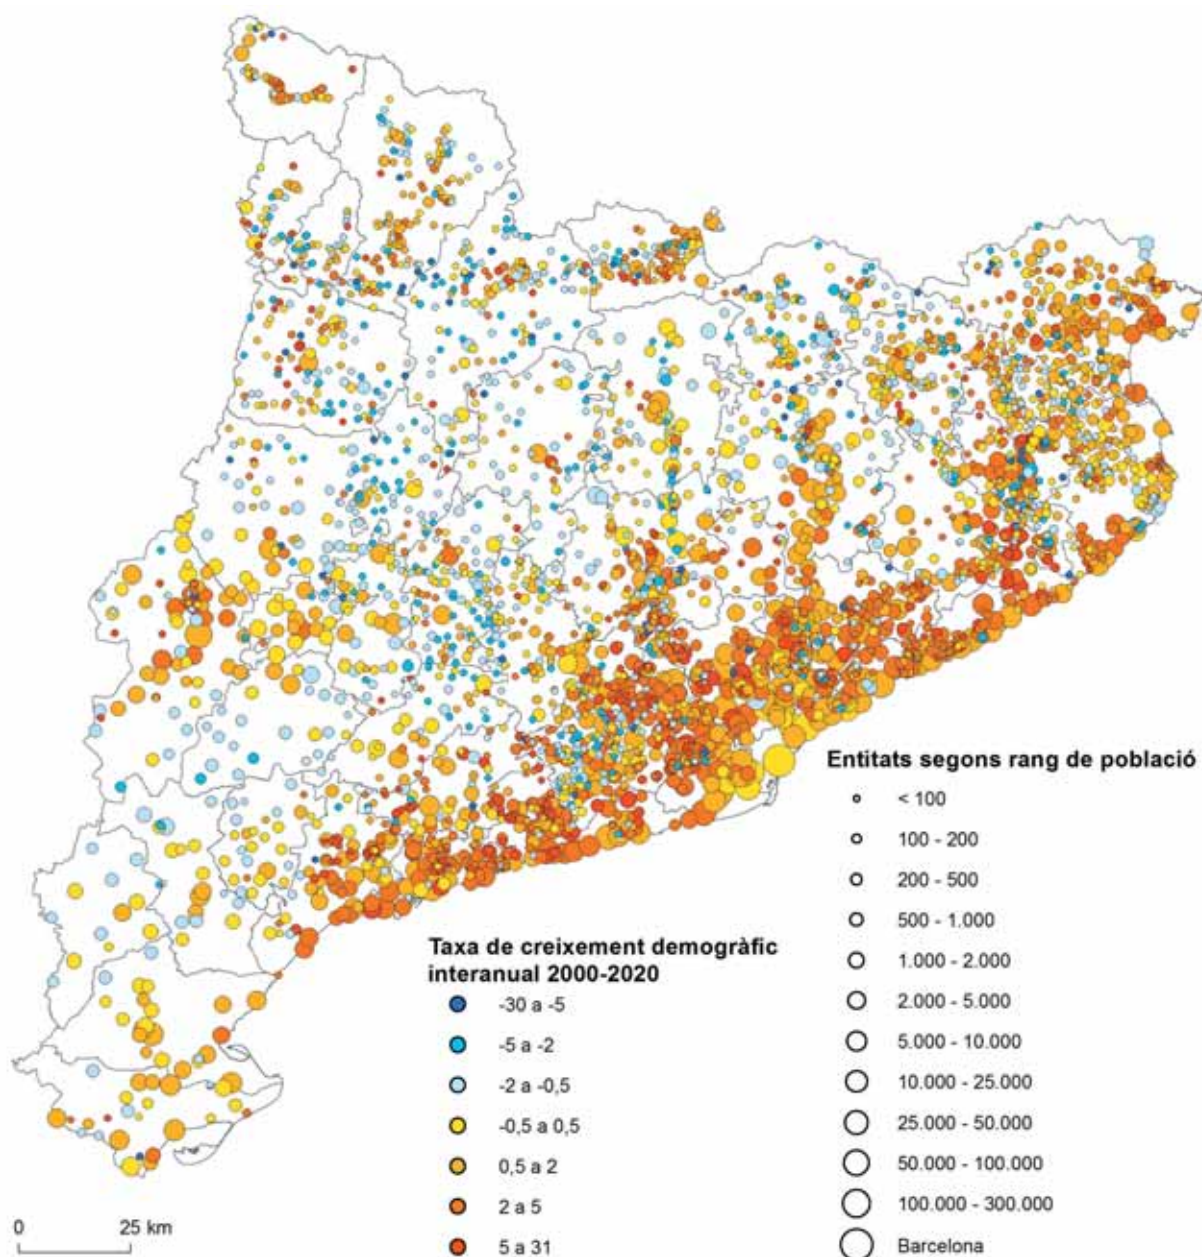 Entitats segons rang de població
< 100
100 - 200
200 - 500
500 - 1.000
1.000 - 2.000
2.000 - 5.000
5.000 - 10.000
10.000 - 25.000
25.000 - 50.000
50.000 - 100.000
100.000 - 300.000
Barcelona
Taxa de creixement demogràfic
interanual 2000-2020
-30 a -5
-5 a -2
-2 a -0,5
-0,5 a 0,5
0,5 a 2
2 a 5
5 a 31
0 25 km